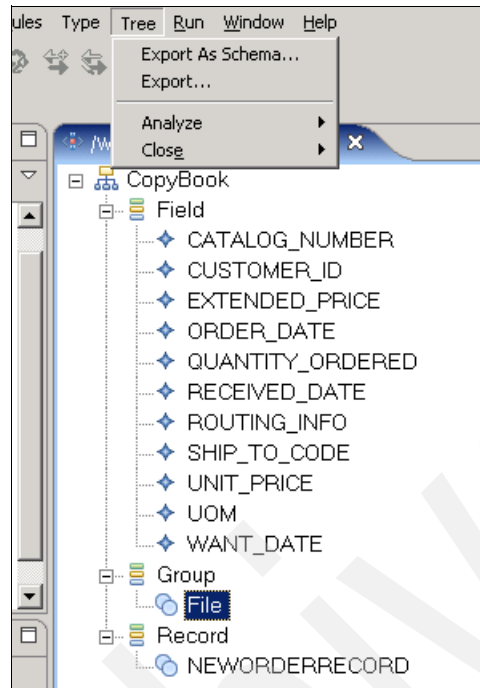 ules Type Tree Run Window Help
Export As Schema...
Export...
Analyze
Close
CopyBook
Field
CATALOG_NUMBER
CUSTOMER_ID
EXTENDED_PRICE
ORDER_DATE
QUANTITY_ORDERED
RECEIVED_DATE
ROUTING_INFO
SHIP_TO_CODE
UNIT_PRICE
UOM
WANT_DATE
Group
File
Record
NEWORDERRECORD